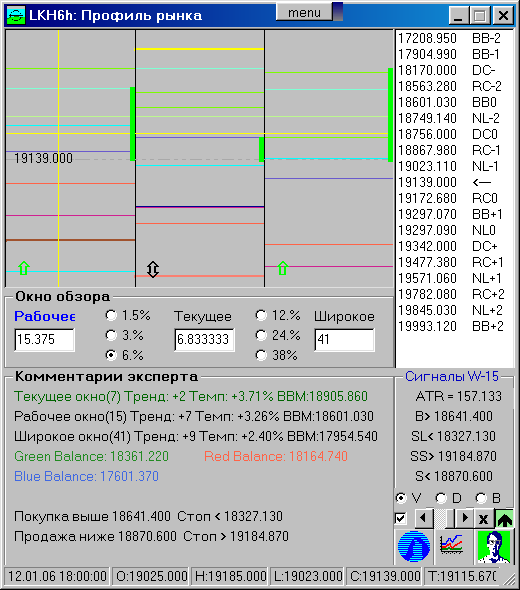 LKH6h: Профиль рынка
menu
17208.950 BB-2
17904.990 BB-1
18170.000 DC-
18563.280 RC-2
18601.030 BB0
18749.140 NL-2
18756.000 DC0
18867.980 RC-1
19023.110 NL-1
19139.000 <---
19172.680 RC0
19297.070 BB+1
19297.090 NL0
19342.000 DC+
19477.380 RC+1
19571.060 NL+1
19782.080 RC+2
19845.030 NL+2
19993.120 BB+2
19139.000
Окно обзора
Рабочее 1.5% Текущее 12.% Широкое
15.375 3.% 6.833333 24.% 41
6.% 38%
Комментарии эксперта
Текущее окно(7) Тренд: +2 Темп: +3.71% BBM:18905.860
Рабочее окно(15) Тренд: +7 Темп: +3.26% BBM:18601.030
Широкое окно(41) Тренд: +9 Темп: +2.40% BBM:17954.540
Green Balance: 18361.220 Red Balance: 18164.740
Blue Balance: 17601.370
Покупка выше 18641.400 Стоп < 18327.130
Продажа ниже 18870.600 Стоп > 19184.870
Сигналы W-15
ATR = 157.133
B> 18641.400
SL< 18327.130
SS> 19184.870
S< 18870.600
V D B
x
12.01.06 18:00:00 O:19025.000 H:19185.000 L:19023.000 C:19139.000 T:19115.670